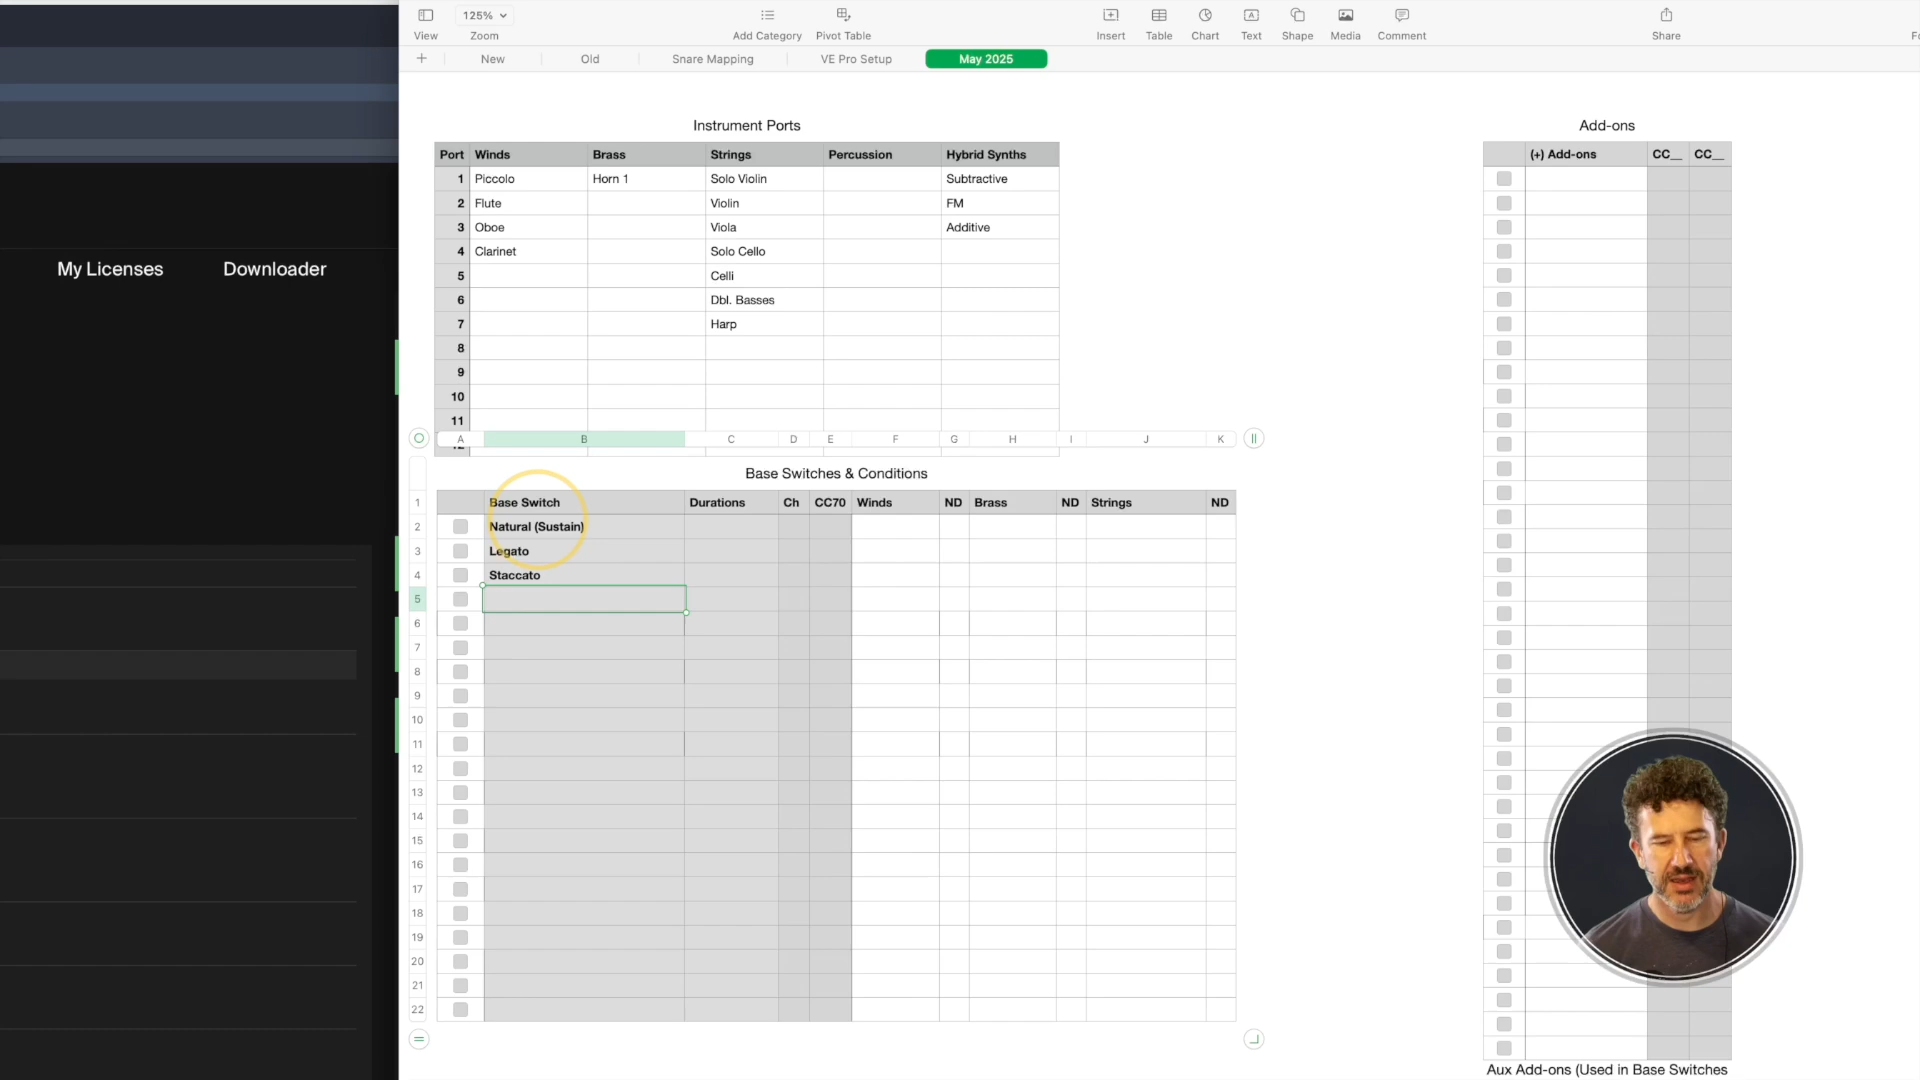 125%
View
Zoom
Add Category
Pivot Table
Insert
Table
Chart
Text
Shape
Media
Comment
Share
New
Old
Snare Mapping
VE Pro Setup
May 2025
My Licenses
Downloader
Instrument Ports
Port Winds Brass Strings Percussion Hybrid Synths
1 Piccolo Horn 1 Solo Violin Subtractive
2 Flute Violin FM
3 Oboe Viola Additive
4 Clarinet Solo Cello
5 Celli
6 Dbl. Basses
7 Harp
8
9
10
11
A B C D E F G H I J K
Base Switches & Conditions
1 Base Switch Durations Ch CC70 Winds ND Brass ND Strings ND
2 Natural (Sustain)
3 Legato
4 Staccato
5
6
7
8
9
10
11
12
13
14
15
16
17
18
19
20
21
22
Add-ons
(+) Add-ons CC__ CC__
Aux Add-ons (Used in Base Switches